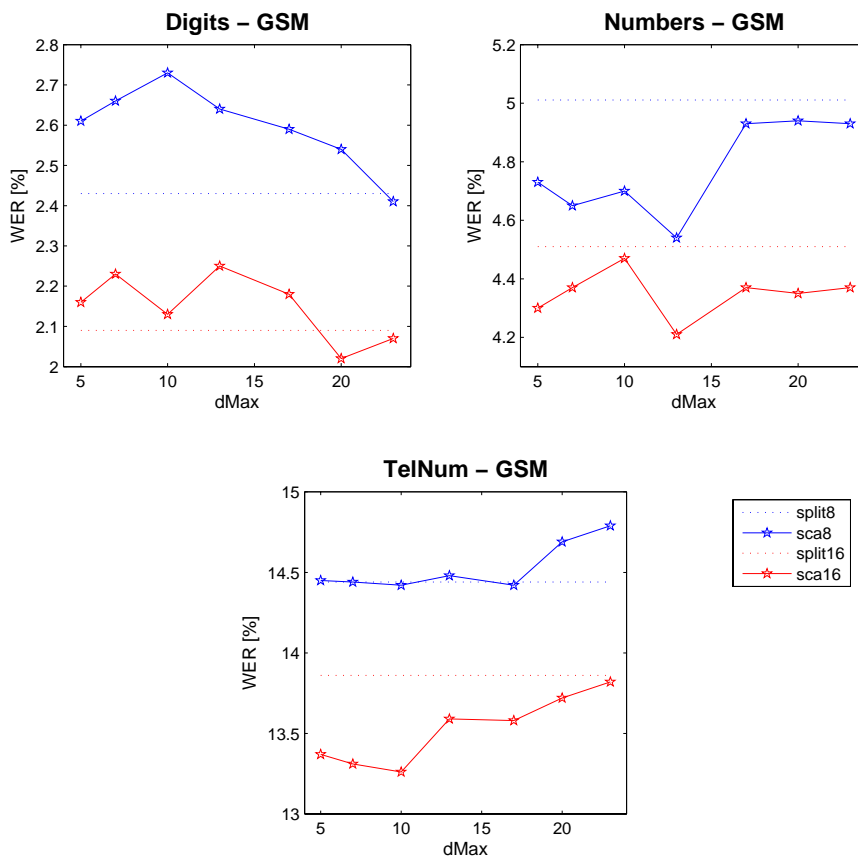 Digits – GSM
2.8
2.7
2.6
2.5
2.4
2.3
2.2
2.1
2
WER [%]
5 10 15 20
dMax
Numbers – GSM
5.2
5
4.8
4.6
4.4
4.2
WER [%]
5 10 15 20
dMax
TelNum – GSM
15
14.5
14
13.5
13
WER [%]
5 10 15 20
dMax
split8
sca8
split16
sca16